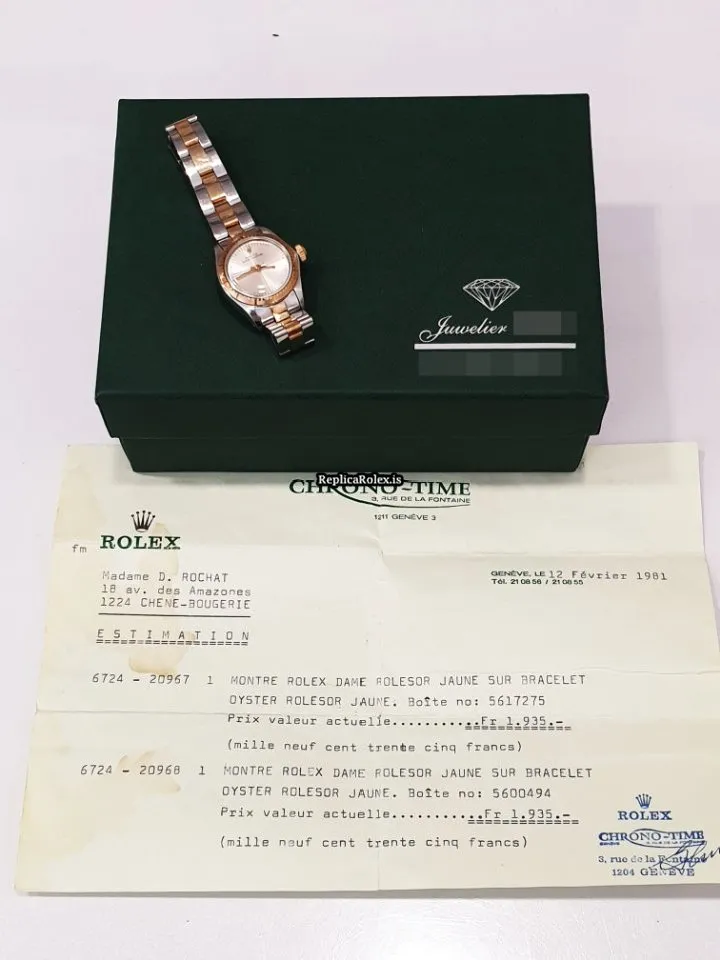 Juwelier
ReplicaRolex.is
CHRONO-TIME
3, RUE DE LA FONTAINE
1211 GENÈVE 3
ROLEX
fm
Madame D. ROCHAT
18 av. des Amazones
1224 CHENE-BOUGERIE
GENÈVE, LE 12 Février 1981
Tél. 21 08 56 / 21 08 55
ESTIMATION
6724 - 20967 1 MONTRE ROLEX DAME ROLESOR JAUNE SUR BRACELET
OYSTER ROLESOR JAUNE. Boîte no: 5617275
Prix valeur actuelle...........Fr 1.935.-
(mille neuf cent trente cinq francs)
6724 - 20968 1 MONTRE ROLEX DAME ROLESOR JAUNE SUR BRACELET
OYSTER ROLESOR JAUNE. Boîte no: 5600494
Prix valeur actuelle...........Fr 1.935.-
(mille neuf cent trente cinq francs)
ROLEX
CHRONO-TIME
3, rue de la Fontaine
1204 GENÈVE